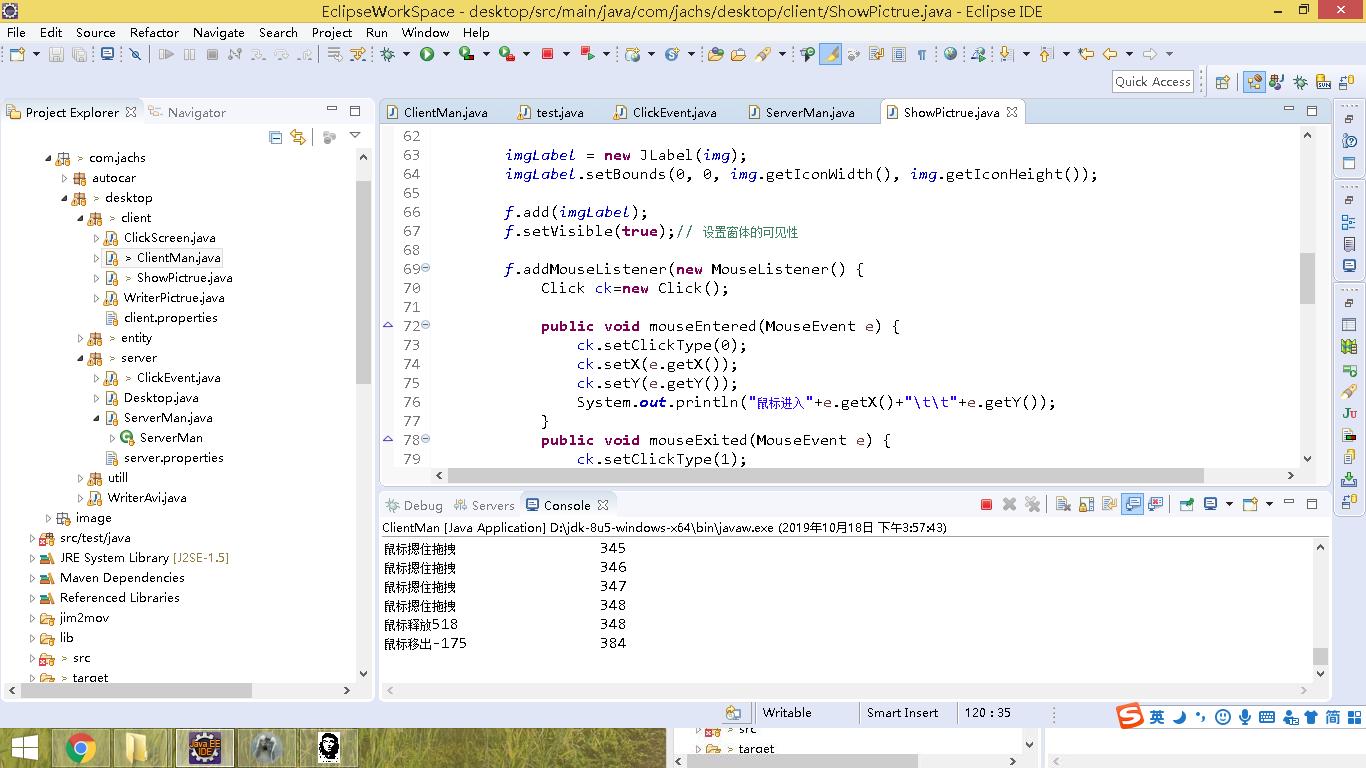 EclipseWorkSpace - desktop/src/main/java/com/jachs/desktop/client/ShowPictrue.java - Eclipse IDE
File Edit Source Refactor Navigate Search Project Run Window Help
Quick Access
Project Explorer Navigator
> com.jachs
autocar
> desktop
> client
ClickScreen.java
> ClientMan.java
> ShowPictrue.java
WriterPictrue.java
client.properties
> entity
> server
> ClickEvent.java
Desktop.java
ServerMan.java
ServerMan
server.properties
utill
WriterAvi.java
image
src/test/java
JRE System Library [J2SE-1.5]
Maven Dependencies
Referenced Libraries
jim2mov
lib
> src
> target
ClientMan.java test.java ClickEvent.java ServerMan.java ShowPictrue.java
62
63 imgLabel = new JLabel(img);
64 imgLabel.setBounds(0, 0, img.getIconWidth(), img.getIconHeight());
65
66 f.add(imgLabel);
67 f.setVisible(true);// 设置窗体的可见性
68
69 f.addMouseListener(new MouseListener() {
70 Click ck=new Click();
71
72 public void mouseEntered(MouseEvent e) {
73 ck.setClickType(0);
74 ck.setX(e.getX());
75 ck.setY(e.getY());
76 System.out.println("鼠标进入"+e.getX()+"\t\t"+e.getY());
77 }
78 public void mouseExited(MouseEvent e) {
79 ck.setClickType(1);
Debug Servers Console
ClientMan [Java Application] D:\jdk-8u5-windows-x64\bin\javaw.exe (2019年10月18日 下午3:57:43)
鼠标摁住拖拽 345
鼠标摁住拖拽 346
鼠标摁住拖拽 347
鼠标摁住拖拽 348
鼠标释放518 348
鼠标移出-175 384
Writable Smart Insert 120 : 35
英 简
Java EE
IDE
> src
> target